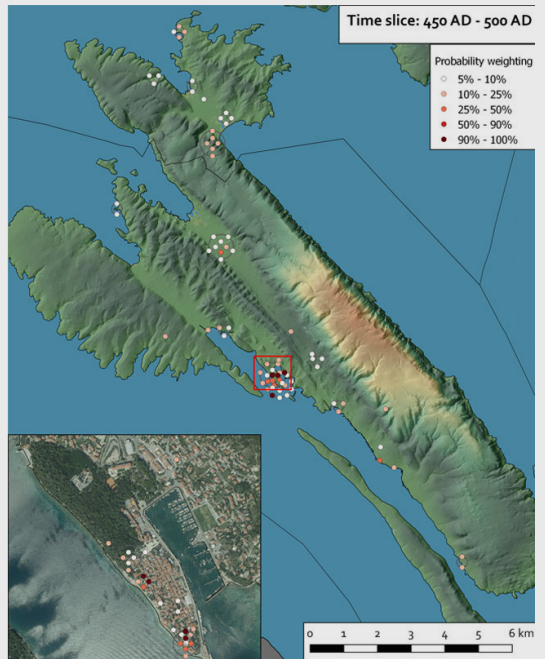 Time slice: 450 AD - 500 AD
Probability weighting
5% - 10%
10% - 25%
25% - 50%
50% - 90%
90% - 100%
0 1 2 3 4 5 6 km